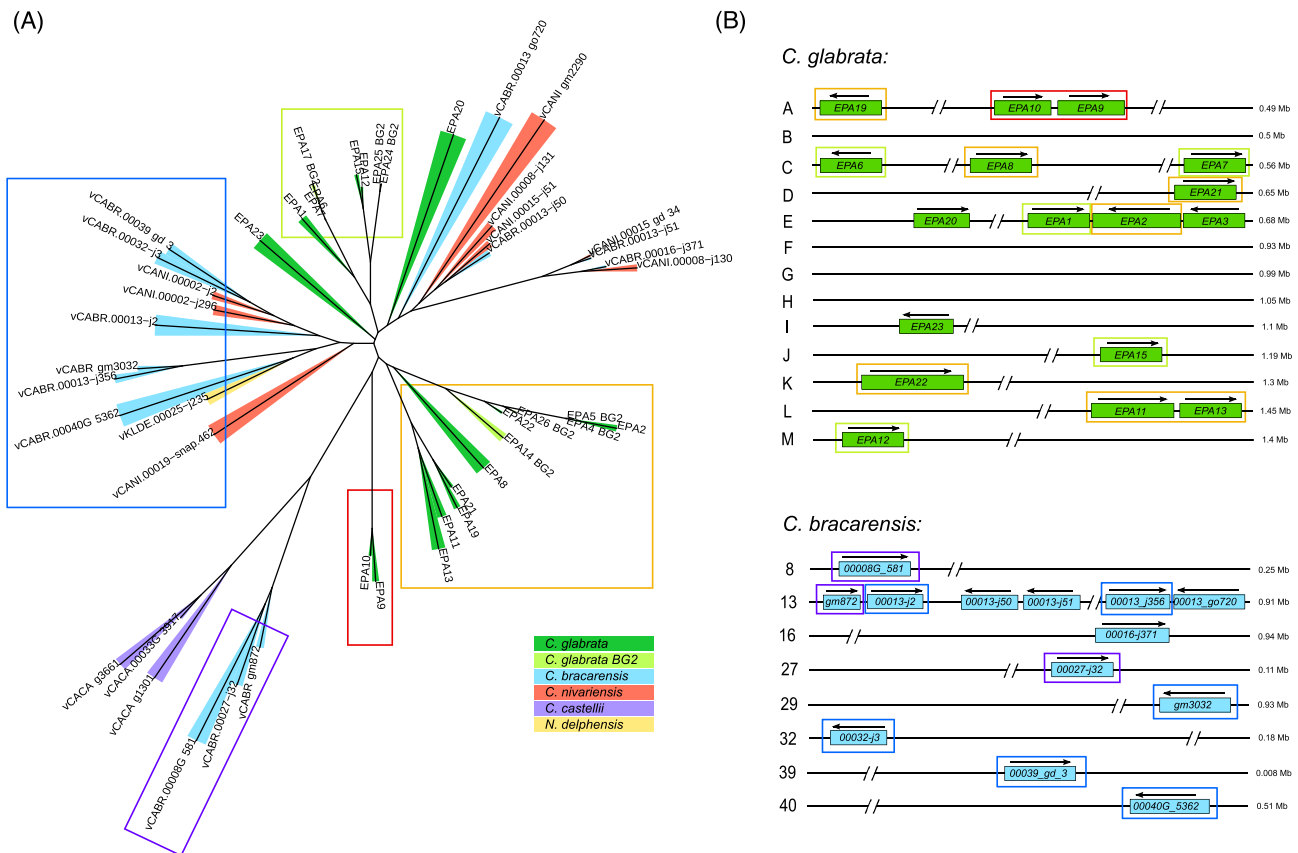 (A)
EPA20
vCABR.00013 go720
vCANI gm2290
vCANI.00008−j131
vCANI.00015−j51
vCABR.00013−j50
vCANI.00015 gd 34
vCABR.00013−j51
vCABR.00016−j371
vCANI.00008−j130
EPA17 BG2
EPA6
EPA7
EPA1
EPA15
EPA12
EPA25 BG2
EPA24 BG2
EPA23
vCABR.00039 gd 3
vCABR.00032−j3
vCANI.00002−j2
vCANI.00002−j296
vCABR.00013−j2
vCABR gm3032
vCABR.00013−j356
vCABR.00040G 5362
vKLDE.00025−j235
vCANI.00019−snap.462
EPA5 BG2
EPA4 BG2
EPA2
EPA26 BG2
EPA22
EPA14 BG2
EPA8
EPA21
EPA19
EPA11
EPA13
EPA10
EPA9
vCACA g3661
vCACA.00033G 3917
vCACA g1301
vCABR gm872
vCABR.00027−j32
vCABR.00008G 581
C. glabrata
C. glabrata BG2
C. bracarensis
C. nivariensis
C. castellii
N. delphensis
(B)
C. glabrata:
A EPA19 // EPA10 EPA9 // 0.49 Mb
B 0.5 Mb
C EPA6 // EPA8 // EPA7 0.56 Mb
D // EPA21 0.65 Mb
E EPA20 // EPA1 EPA2 EPA3 0.68 Mb
F 0.93 Mb
G 0.99 Mb
H 1.05 Mb
I EPA23 // 1.1 Mb
J // EPA15 1.19 Mb
K EPA22 // 1.3 Mb
L // EPA11 EPA13 1.45 Mb
M EPA12 // 1.4 Mb
C. bracarensis:
8 00008G_581 // 0.25 Mb
13 gm872 00013-j2 00013-j50 00013-j51 // 00013_j356 00013_go720 0.91 Mb
16 // 00016-j371 0.94 Mb
27 // 00027-j32 0.11 Mb
29 // gm3032 0.93 Mb
32 00032-j3 // 0.18 Mb
39 // 00039_gd_3 0.008 Mb
40 // 00040G_5362 0.51 Mb